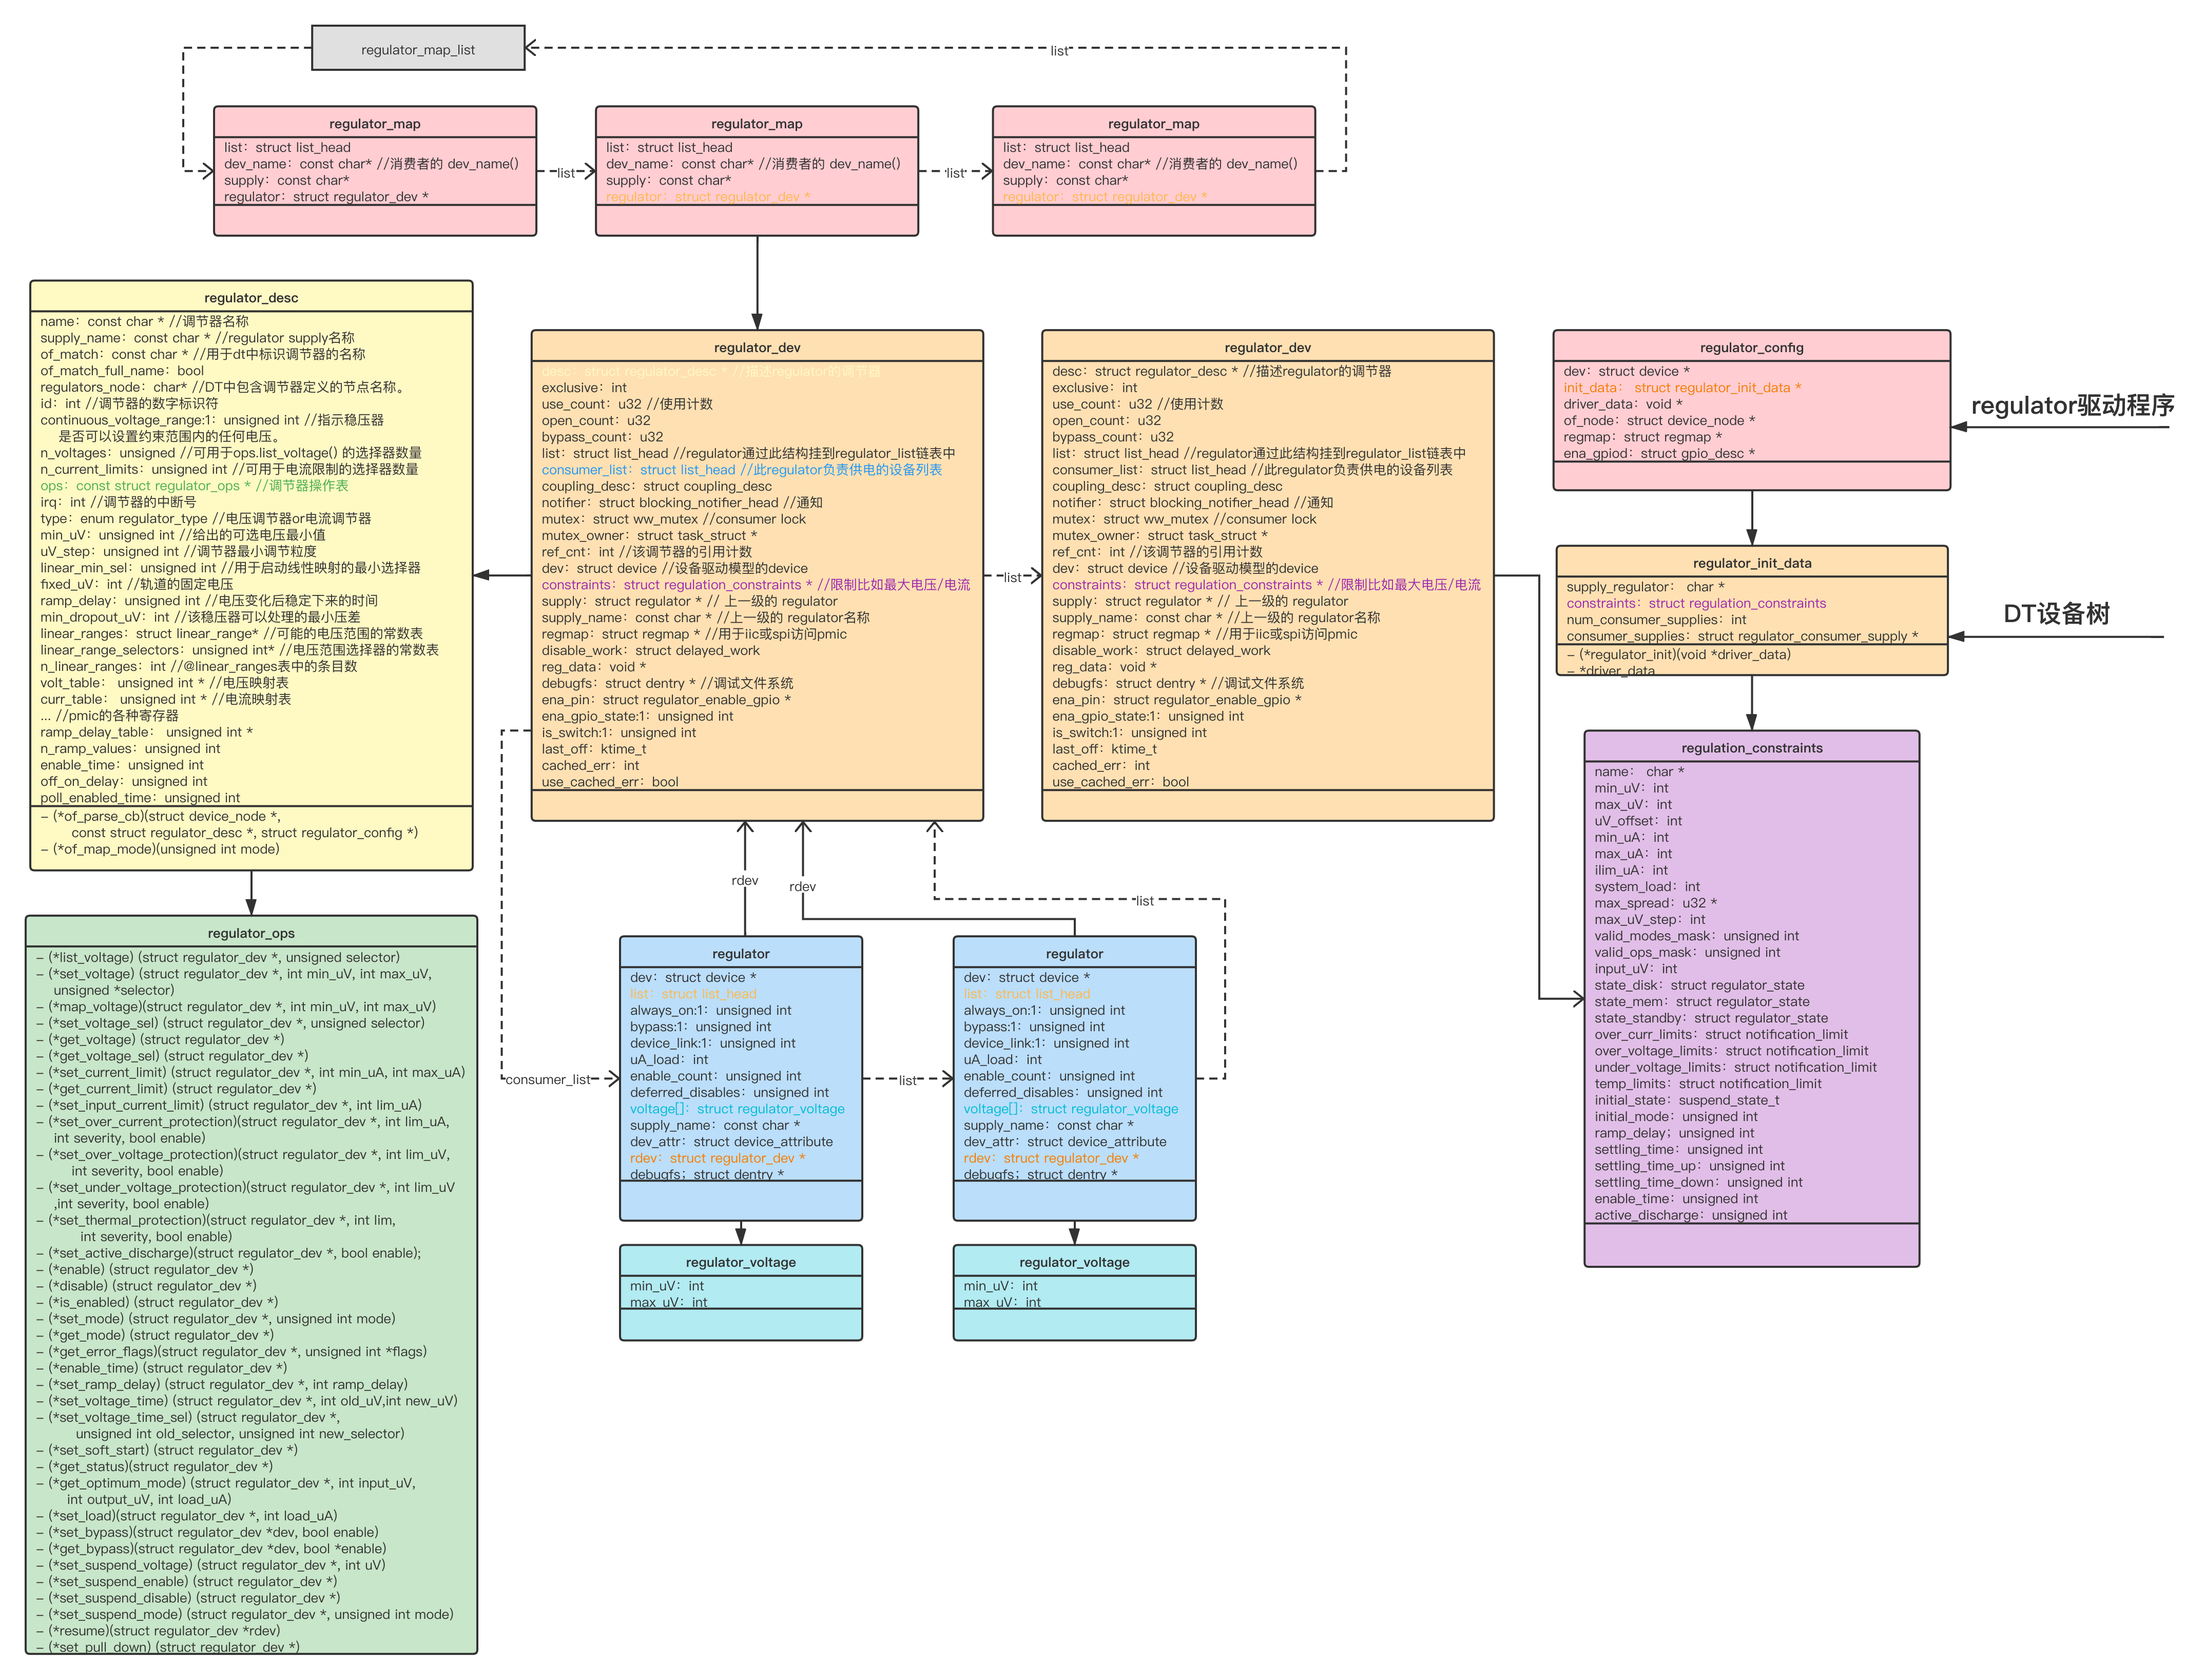 regulator_map_list
list
regulator_map
list：struct list_head
dev_name：const char* //消费者的 dev_name()
supply：const char*
regulator：struct regulator_dev *
list
regulator_map
list：struct list_head
dev_name：const char* //消费者的 dev_name()
supply：const char*
regulator：struct regulator_dev *
list
regulator_map
list：struct list_head
dev_name：const char* //消费者的 dev_name()
supply：const char*
regulator：struct regulator_dev *
regulator_desc
name：const char * //调节器名称
supply_name：const char * //regulator supply名称
of_match：const char * //用于dt中标识调节器的名称
of_match_full_name：bool
regulators_node：char* //DT中包含调节器定义的节点名称。
id：int //调节器的数字标识符
continuous_voltage_range:1：unsigned int //指示稳压器
是否可以设置约束范围内的任何电压。
n_voltages：unsigned //可用于ops.list_voltage() 的选择器数量
n_current_limits：unsigned int //可用于电流限制的选择器数量
ops：const struct regulator_ops * //调节器操作表
irq：int //调节器的中断号
type：enum regulator_type //电压调节器or电流调节器
min_uV：unsigned int //给出的可选电压最小值
uV_step：unsigned int //调节器最小调节粒度
linear_min_sel：unsigned int //用于启动线性映射的最小选择器
fixed_uV：int //轨道的固定电压
ramp_delay：unsigned int //电压变化后稳定下来的时间
min_dropout_uV：int //该稳压器可以处理的最小压差
linear_ranges：struct linear_range* //可能的电压范围的常数表
linear_range_selectors：unsigned int* //电压范围选择器的常数表
n_linear_ranges：int //@linear_ranges表中的条目数
volt_table： unsigned int * //电压映射表
curr_table： unsigned int * //电流映射表
... //pmic的各种寄存器
ramp_delay_table： unsigned int *
n_ramp_values：unsigned int
enable_time：unsigned int
off_on_delay：unsigned int
poll_enabled_time：unsigned int
– (*of_parse_cb)(struct device_node *,
const struct regulator_desc *, struct regulator_config *)
– (*of_map_mode)(unsigned int mode)
regulator_dev
desc：struct regulator_desc * //描述regulator的调节器
exclusive：int
use_count：u32 //使用计数
open_count：u32
bypass_count：u32
list：struct list_head //regulator通过此结构挂到regulator_list链表中
consumer_list：struct list_head //此regulator负责供电的设备列表
coupling_desc：struct coupling_desc
notifier：struct blocking_notifier_head //通知
mutex：struct ww_mutex //consumer lock
mutex_owner：struct task_struct *
ref_cnt：int //该调节器的引用计数
dev：struct device //设备驱动模型的device
constraints：struct regulation_constraints * //限制比如最大电压/电流
supply：struct regulator * // 上一级的 regulator
supply_name：const char * //上一级的 regulator名称
regmap：struct regmap * //用于iic或spi访问pmic
disable_work：struct delayed_work
reg_data：void *
debugfs：struct dentry * //调试文件系统
ena_pin：struct regulator_enable_gpio *
ena_gpio_state:1：unsigned int
is_switch:1：unsigned int
last_off：ktime_t
cached_err：int
use_cached_err：bool
list
regulator_dev
desc：struct regulator_desc * //描述regulator的调节器
exclusive：int
use_count：u32 //使用计数
open_count：u32
bypass_count：u32
list：struct list_head //regulator通过此结构挂到regulator_list链表中
consumer_list：struct list_head //此regulator负责供电的设备列表
coupling_desc：struct coupling_desc
notifier：struct blocking_notifier_head //通知
mutex：struct ww_mutex //consumer lock
mutex_owner：struct task_struct *
ref_cnt：int //该调节器的引用计数
dev：struct device //设备驱动模型的device
constraints：struct regulation_constraints * //限制比如最大电压/电流
supply：struct regulator * // 上一级的 regulator
supply_name：const char * //上一级的 regulator名称
regmap：struct regmap * //用于iic或spi访问pmic
disable_work：struct delayed_work
reg_data：void *
debugfs：struct dentry * //调试文件系统
ena_pin：struct regulator_enable_gpio *
ena_gpio_state:1：unsigned int
is_switch:1：unsigned int
last_off：ktime_t
cached_err：int
use_cached_err：bool
regulator_config
dev：struct device *
init_data： struct regulator_init_data *
driver_data：void *
of_node：struct device_node *
regmap：struct regmap *
ena_gpiod：struct gpio_desc *
regulator驱动程序
regulator_init_data
supply_regulator： char *
constraints：struct regulation_constraints
num_consumer_supplies：int
consumer_supplies：struct regulator_consumer_supply *
– (*regulator_init)(void *driver_data)
– *driver_data
DT设备树
regulation_constraints
name： char *
min_uV：int
max_uV：int
uV_offset：int
min_uA：int
max_uA：int
ilim_uA：int
system_load：int
max_spread：u32 *
max_uV_step：int
valid_modes_mask：unsigned int
valid_ops_mask：unsigned int
input_uV：int
state_disk：struct regulator_state
state_mem：struct regulator_state
state_standby：struct regulator_state
over_curr_limits：struct notification_limit
over_voltage_limits：struct notification_limit
under_voltage_limits：struct notification_limit
temp_limits：struct notification_limit
initial_state：suspend_state_t
initial_mode：unsigned int
ramp_delay；unsigned int
settling_time：unsigned int
settling_time_up：unsigned int
settling_time_down：unsigned int
enable_time：unsigned int
active_discharge：unsigned int
rdev
rdev
list
regulator_ops
– (*list_voltage) (struct regulator_dev *, unsigned selector)
– (*set_voltage) (struct regulator_dev *, int min_uV, int max_uV,
unsigned *selector)
– (*map_voltage)(struct regulator_dev *, int min_uV, int max_uV)
– (*set_voltage_sel) (struct regulator_dev *, unsigned selector)
– (*get_voltage) (struct regulator_dev *)
– (*get_voltage_sel) (struct regulator_dev *)
– (*set_current_limit) (struct regulator_dev *, int min_uA, int max_uA)
– (*get_current_limit) (struct regulator_dev *)
– (*set_input_current_limit) (struct regulator_dev *, int lim_uA)
– (*set_over_current_protection)(struct regulator_dev *, int lim_uA,
int severity, bool enable)
– (*set_over_voltage_protection)(struct regulator_dev *, int lim_uV,
int severity, bool enable)
– (*set_under_voltage_protection)(struct regulator_dev *, int lim_uV
,int severity, bool enable)
– (*set_thermal_protection)(struct regulator_dev *, int lim,
int severity, bool enable)
– (*set_active_discharge)(struct regulator_dev *, bool enable);
– (*enable) (struct regulator_dev *)
– (*disable) (struct regulator_dev *)
– (*is_enabled) (struct regulator_dev *)
– (*set_mode) (struct regulator_dev *, unsigned int mode)
– (*get_mode) (struct regulator_dev *)
– (*get_error_flags)(struct regulator_dev *, unsigned int *flags)
– (*enable_time) (struct regulator_dev *)
– (*set_ramp_delay) (struct regulator_dev *, int ramp_delay)
– (*set_voltage_time) (struct regulator_dev *, int old_uV,int new_uV)
– (*set_voltage_time_sel) (struct regulator_dev *,
unsigned int old_selector, unsigned int new_selector)
– (*set_soft_start) (struct regulator_dev *)
– (*get_status)(struct regulator_dev *)
– (*get_optimum_mode) (struct regulator_dev *, int input_uV,
int output_uV, int load_uA)
– (*set_load)(struct regulator_dev *, int load_uA)
– (*set_bypass)(struct regulator_dev *dev, bool enable)
– (*get_bypass)(struct regulator_dev *dev, bool *enable)
– (*set_suspend_voltage) (struct regulator_dev *, int uV)
– (*set_suspend_enable) (struct regulator_dev *)
– (*set_suspend_disable) (struct regulator_dev *)
– (*set_suspend_mode) (struct regulator_dev *, unsigned int mode)
– (*resume)(struct regulator_dev *rdev)
– (*set_pull_down) (struct regulator_dev *)
consumer_list
regulator
dev：struct device *
list：struct list_head
always_on:1：unsigned int
bypass:1：unsigned int
device_link:1：unsigned int
uA_load：int
enable_count：unsigned int
deferred_disables：unsigned int
voltage[]：struct regulator_voltage
supply_name：const char *
dev_attr：struct device_attribute
rdev：struct regulator_dev *
debugfs；struct dentry *
list
regulator
dev：struct device *
list：struct list_head
always_on:1：unsigned int
bypass:1：unsigned int
device_link:1：unsigned int
uA_load：int
enable_count：unsigned int
deferred_disables：unsigned int
voltage[]：struct regulator_voltage
supply_name：const char *
dev_attr：struct device_attribute
rdev：struct regulator_dev *
debugfs；struct dentry *
regulator_voltage
min_uV：int
max_uV：int
regulator_voltage
min_uV：int
max_uV：int